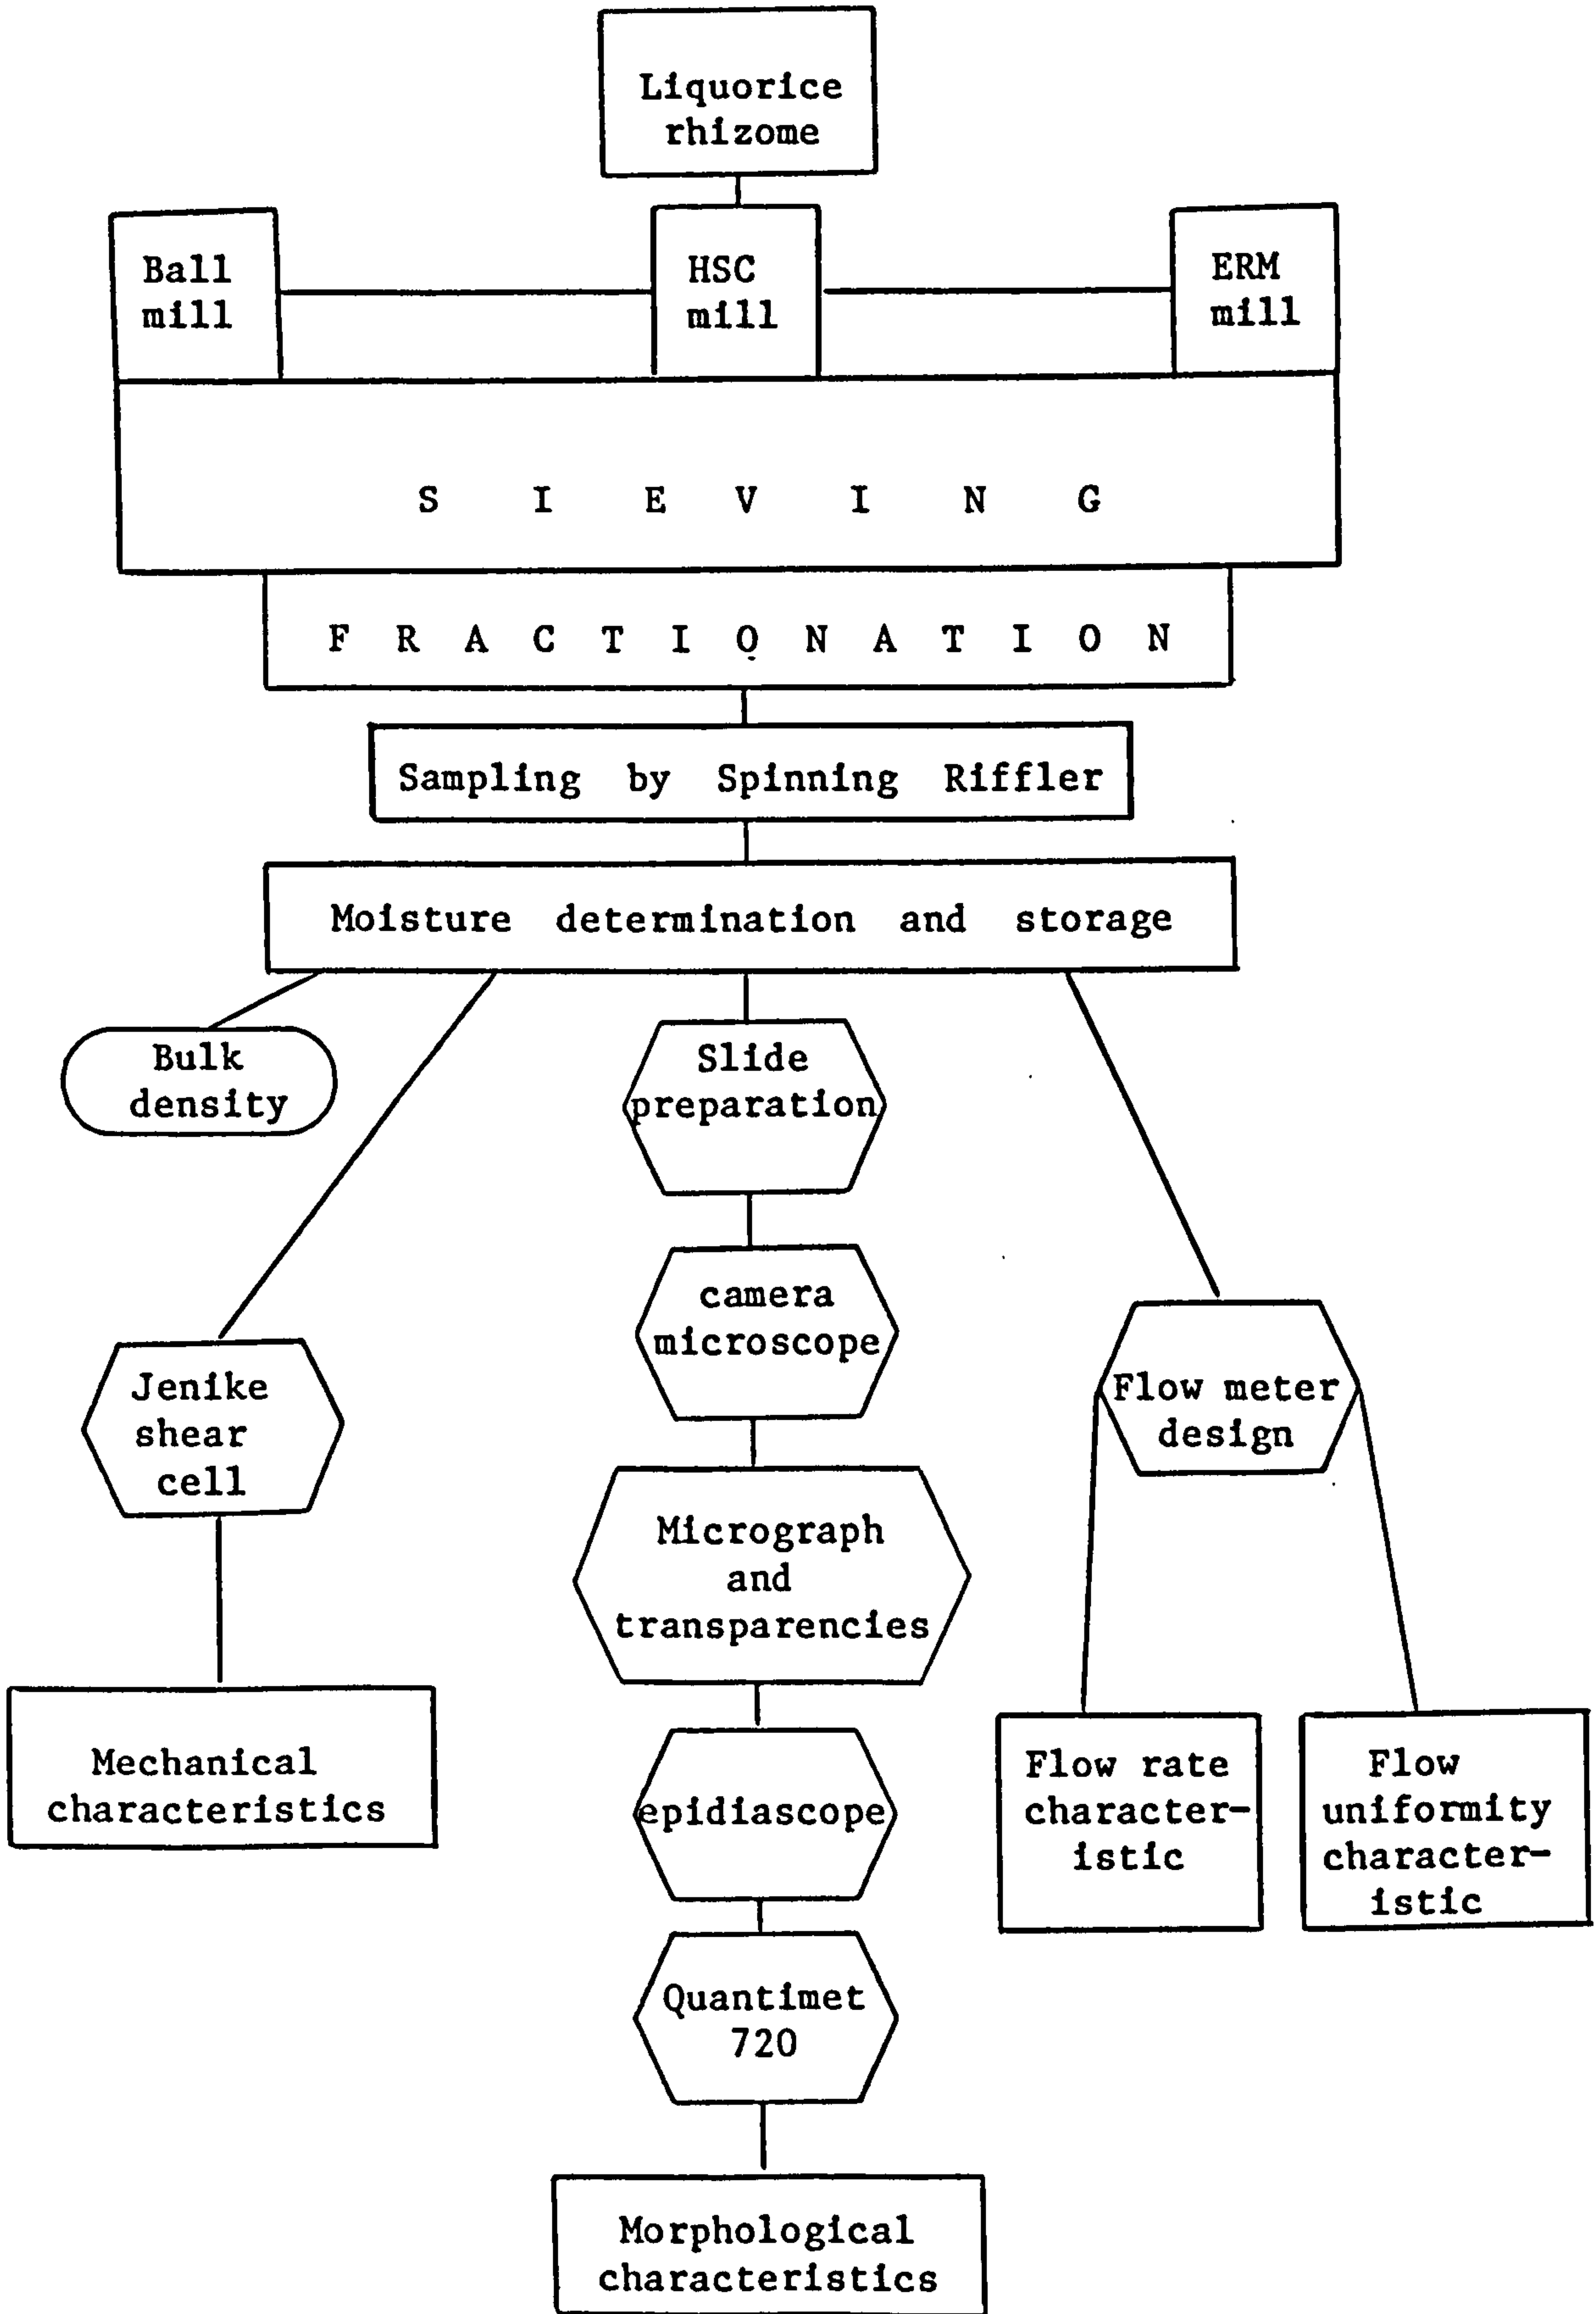 Liquorice
rhizome
Ball
mill
HSC
mill
ERM
mill
S I E V I N G
F R A C T I O N A T I O N
Sampling by Spinning Riffler
Moisture determination and storage
Bulk
density
Slide
preparation
camera
microscope
Jenike
shear
cell
Flow meter
design
Micrograph
and
transparencies
Mechanical
characteristics
epidiascope
Flow rate
character-
istic
Flow
uniformity
character-
istic
Quantimet
720
Morphological
characteristics